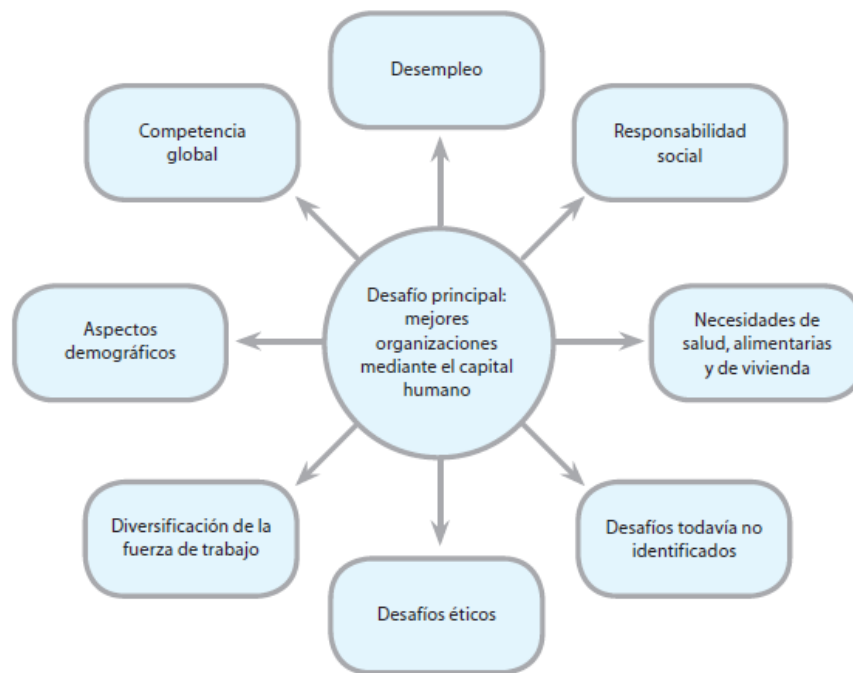 Desempleo
Competencia
global
Responsabilidad
social
Desafío principal:
mejores
organizaciones
mediante el capital
humano
Aspectos
demográficos
Necesidades de
salud, alimentarias
y de vivienda
Diversificación de la
fuerza de trabajo
Desafíos todavía no
identificados
Desafíos éticos